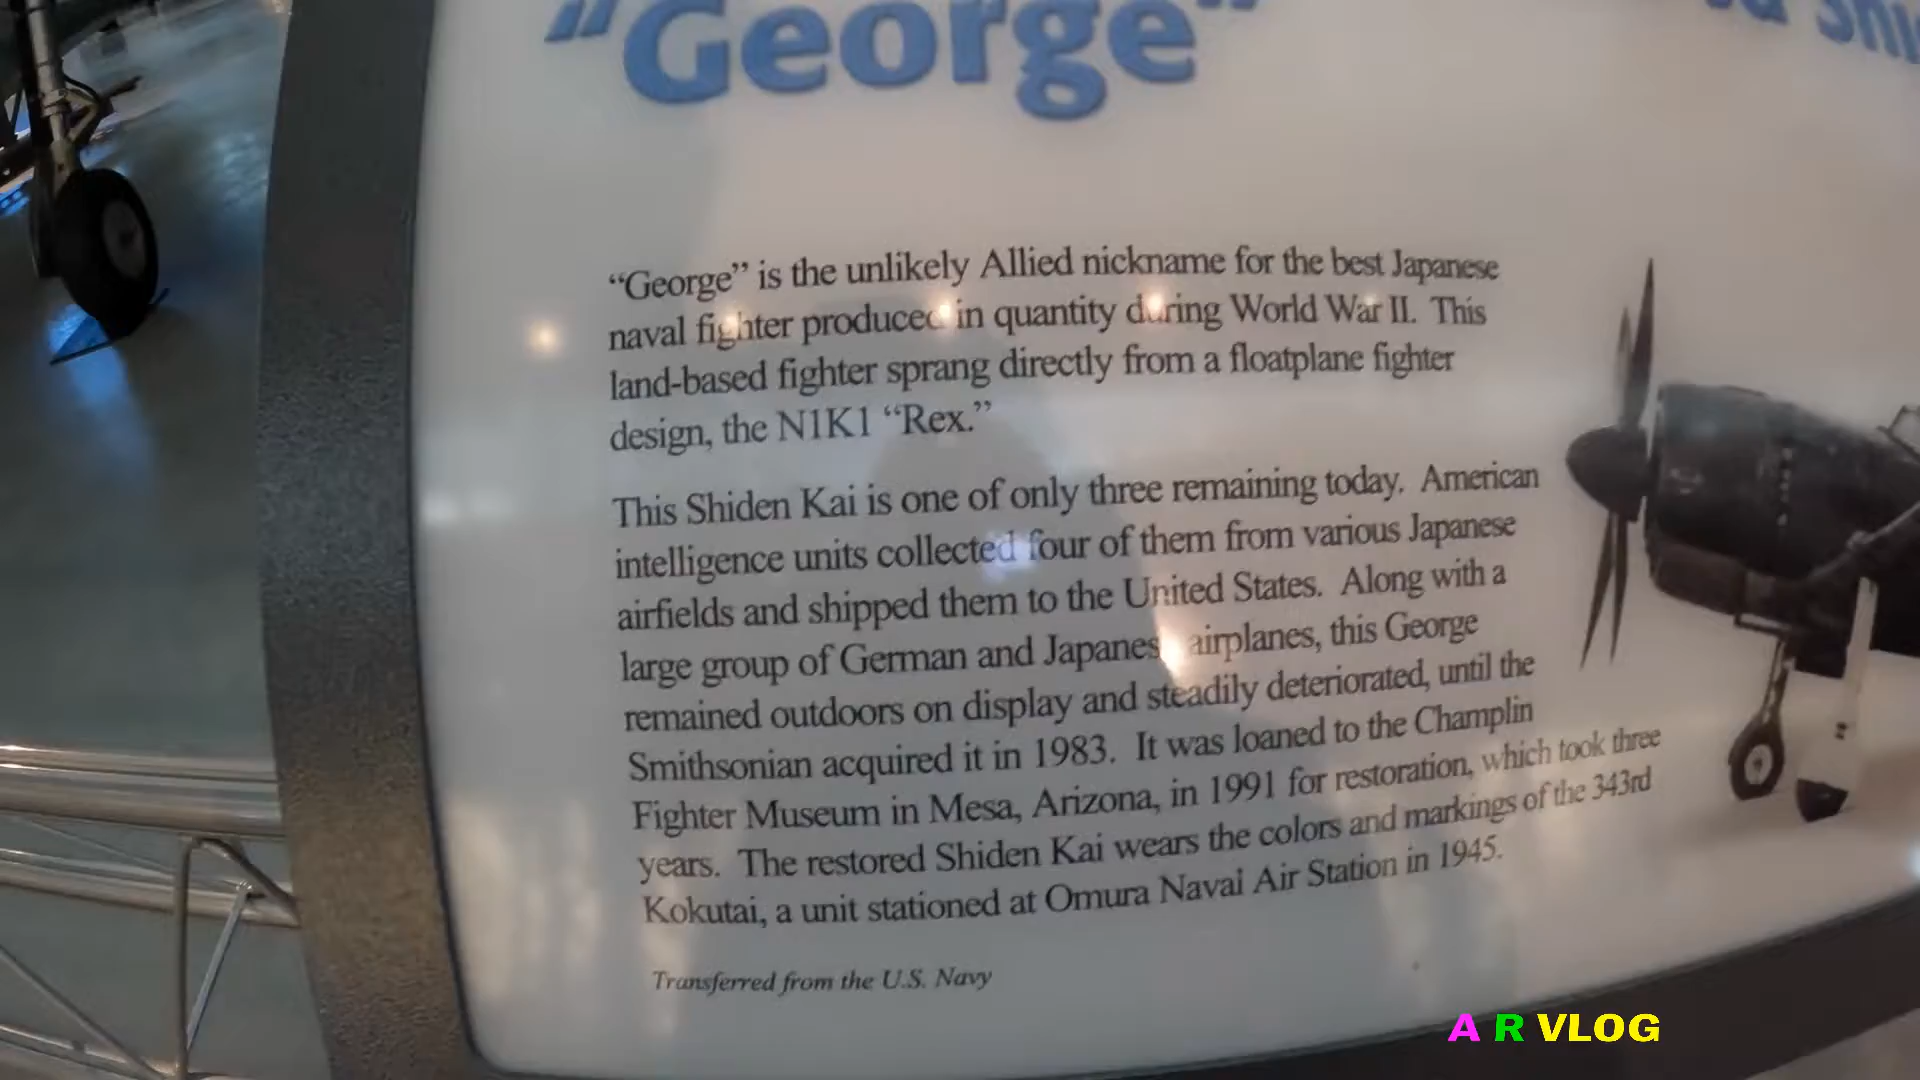 “George”
“George” is the unlikely Allied nickname for the best Japanese
naval fighter produced in quantity during World War II. This
land-based fighter sprang directly from a floatplane fighter
design, the N1K1 “Rex.”
This Shiden Kai is one of only three remaining today. American
intelligence units collected four of them from various Japanese
airfields and shipped them to the United States. Along with a
large group of German and Japanese airplanes, this George
remained outdoors on display and steadily deteriorated, until the
Smithsonian acquired it in 1983. It was loaned to the Champlin
Fighter Museum in Mesa, Arizona, in 1991 for restoration, which took three
years. The restored Shiden Kai wears the colors and markings of the 343rd
Kokutai, a unit stationed at Omura Naval Air Station in 1945.
Transferred from the U.S. Navy
A R VLOG